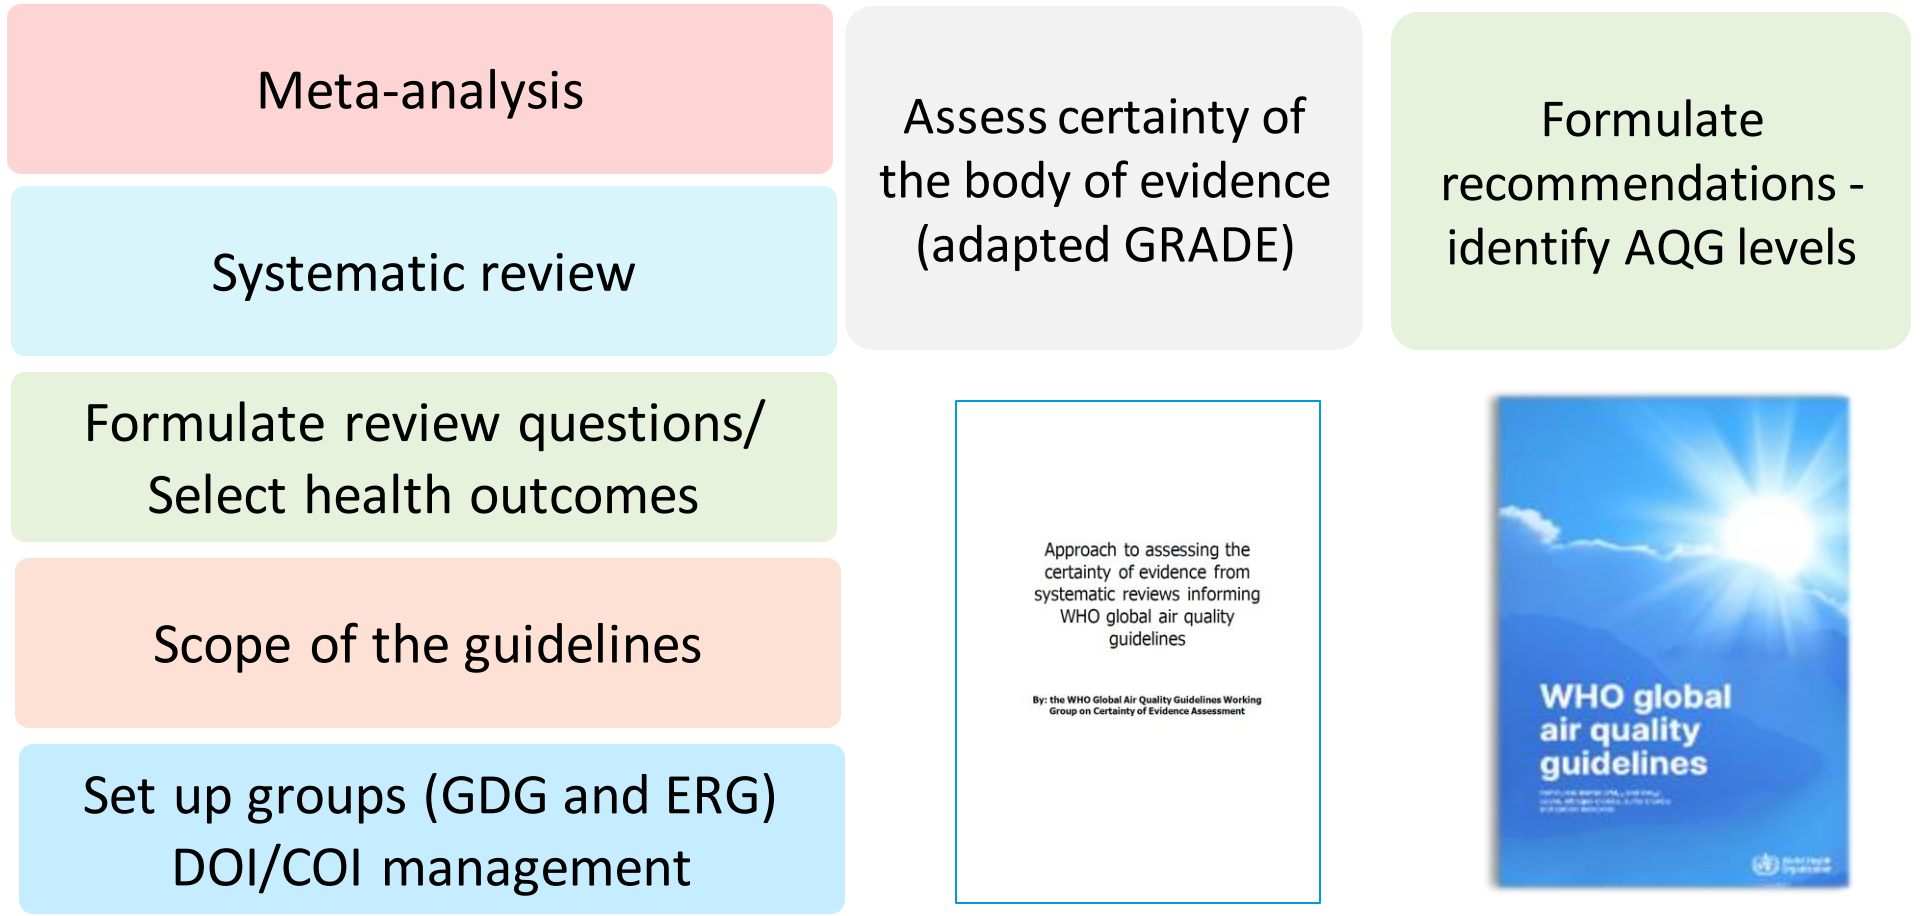 Meta-analysis
Systematic review
Formulate review questions/
Select health outcomes
Scope of the guidelines
Set up groups (GDG and ERG)
DOI/COI management
Assess certainty of
the body of evidence
(adapted GRADE)
Approach to assessing the
certainty of evidence from
systematic reviews informing
WHO global air quality
guidelines
By: the WHO Global Air Quality Guidelines Working
Group on Certainty of Evidence Assessment
Formulate
recommendations -
identify AQG levels
WHO global
air quality
guidelines
World Health
Organization